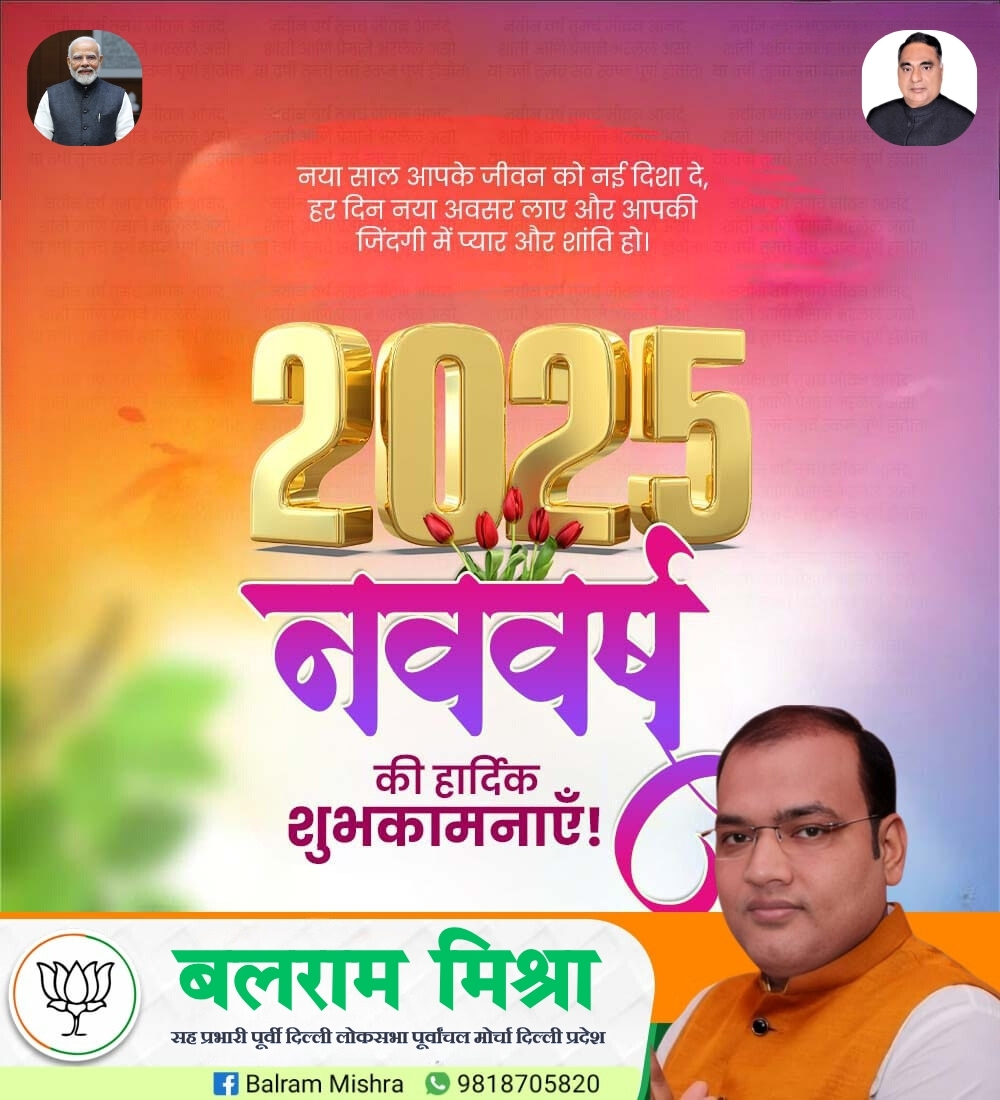 नया साल आपके जीवन को नई दिशा दे,
हर दिन नया अवसर लाए और आपकी
जिंदगी में प्यार और शांति हो।
2025
नववर्ष
की हार्दिक
शुभकामनाएँ!
बलराम मिश्रा
सह प्रभारी पूर्वी दिल्ली लोकसभा पूर्वांचल मोर्चा दिल्ली प्रदेश
Balram Mishra 9818705820